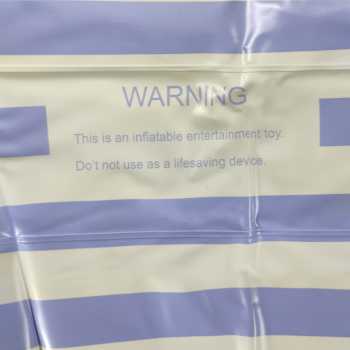 WARNING
This is an inflatable entertainment toy.
Do't not use as a lifesaving device.